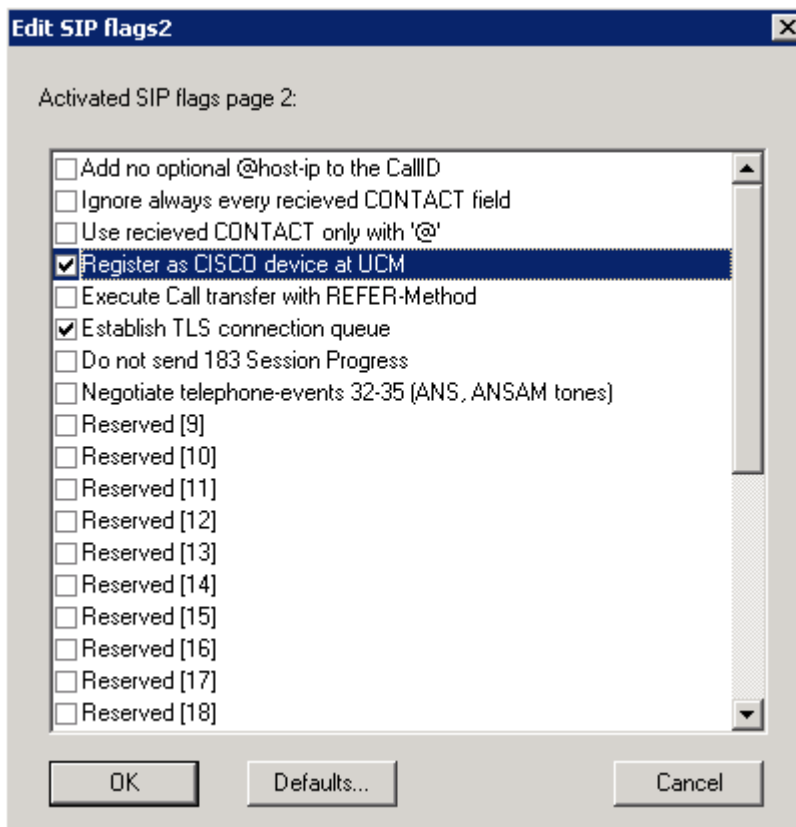 Edit SIP flags2
Activated SIP flags page 2:
Add no optional @host-ip to the CallID
Ignore always every recieved CONTACT field
Use recieved CONTACT only with '@'
Register as CISCO device at UCM
Execute Call transfer with REFER-Method
Establish TLS connection queue
Do not send 183 Session Progress
Negotiate telephone-events 32-35 (ANS, ANSAM tones)
Reserved [9]
Reserved [10]
Reserved [11]
Reserved [12]
Reserved [13]
Reserved [14]
Reserved [15]
Reserved [16]
Reserved [17]
Reserved [18]
OK Defaults... Cancel